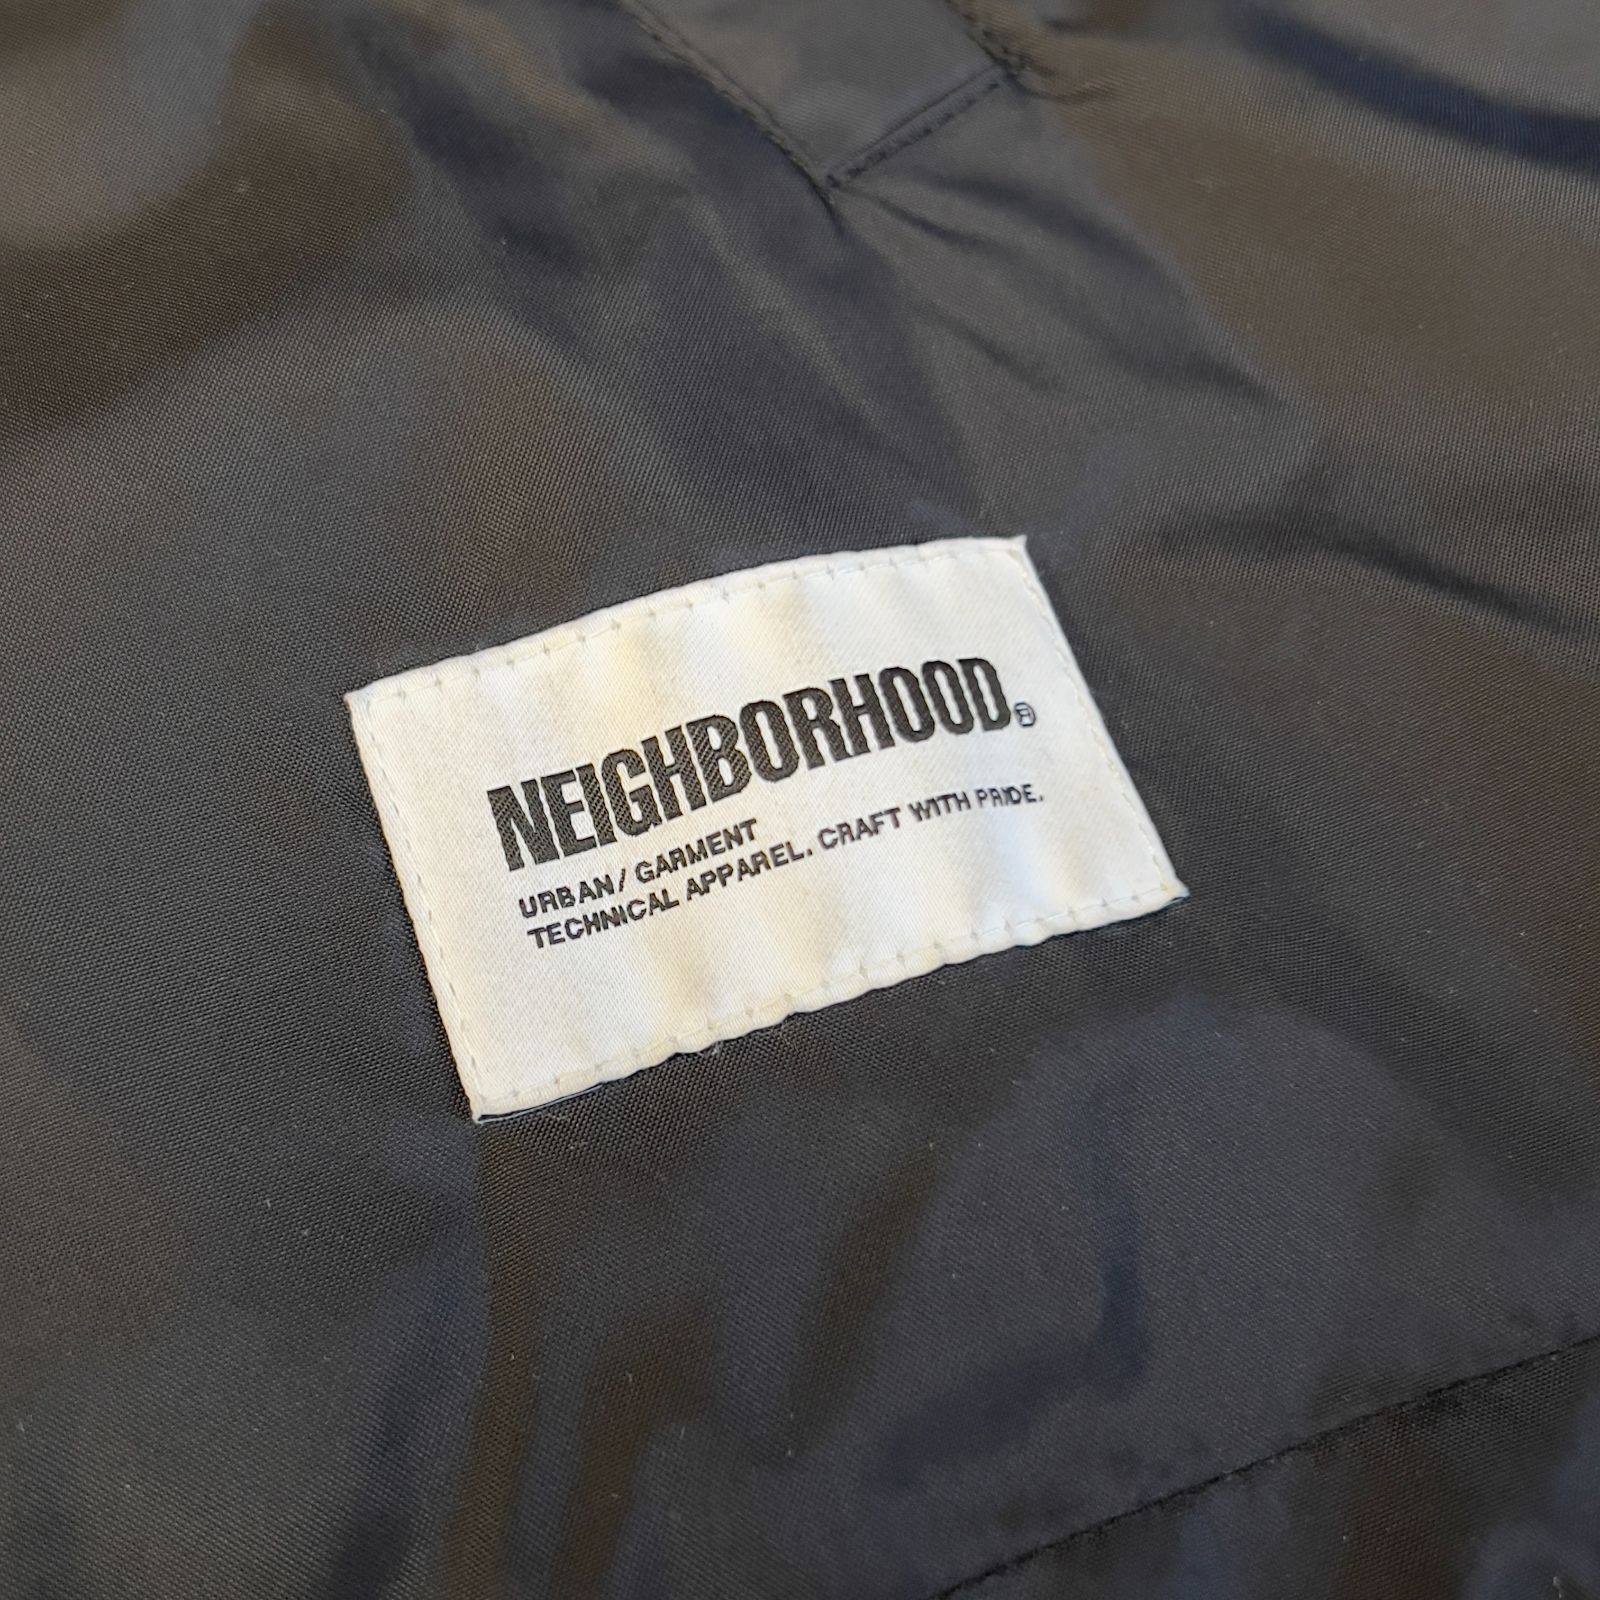 NEIGHBORHOOD®
URBAN/ GARMENT
TECHNICAL APPAREL. CRAFT WITH PRIDE.